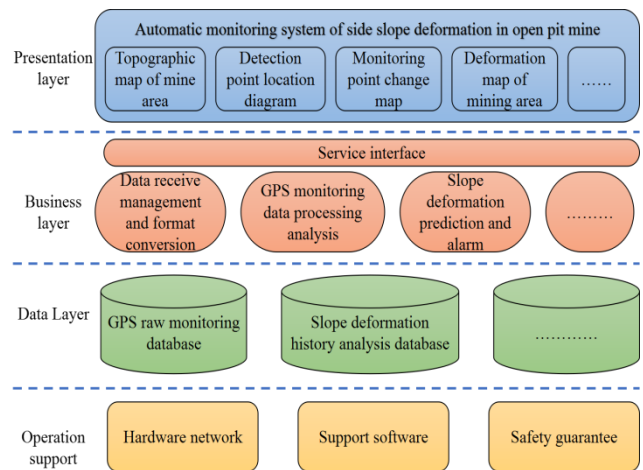 Automatic monitoring system of side slope deformation in open pit mine
Presentation
layer
Topographic
map of mine
area
Detection
point location
diagram
Monitoring
point change
map
Deformation
map of
mining area
......
Service interface
Business
layer
Data receive
management
and format
conversion
GPS monitoring
data processing
analysis
Slope
deformation
prediction and
alarm
.........
Data Layer
GPS raw monitoring
database
Slope deformation
history analysis database
............
Operation
support
Hardware network
Support software
Safety guarantee